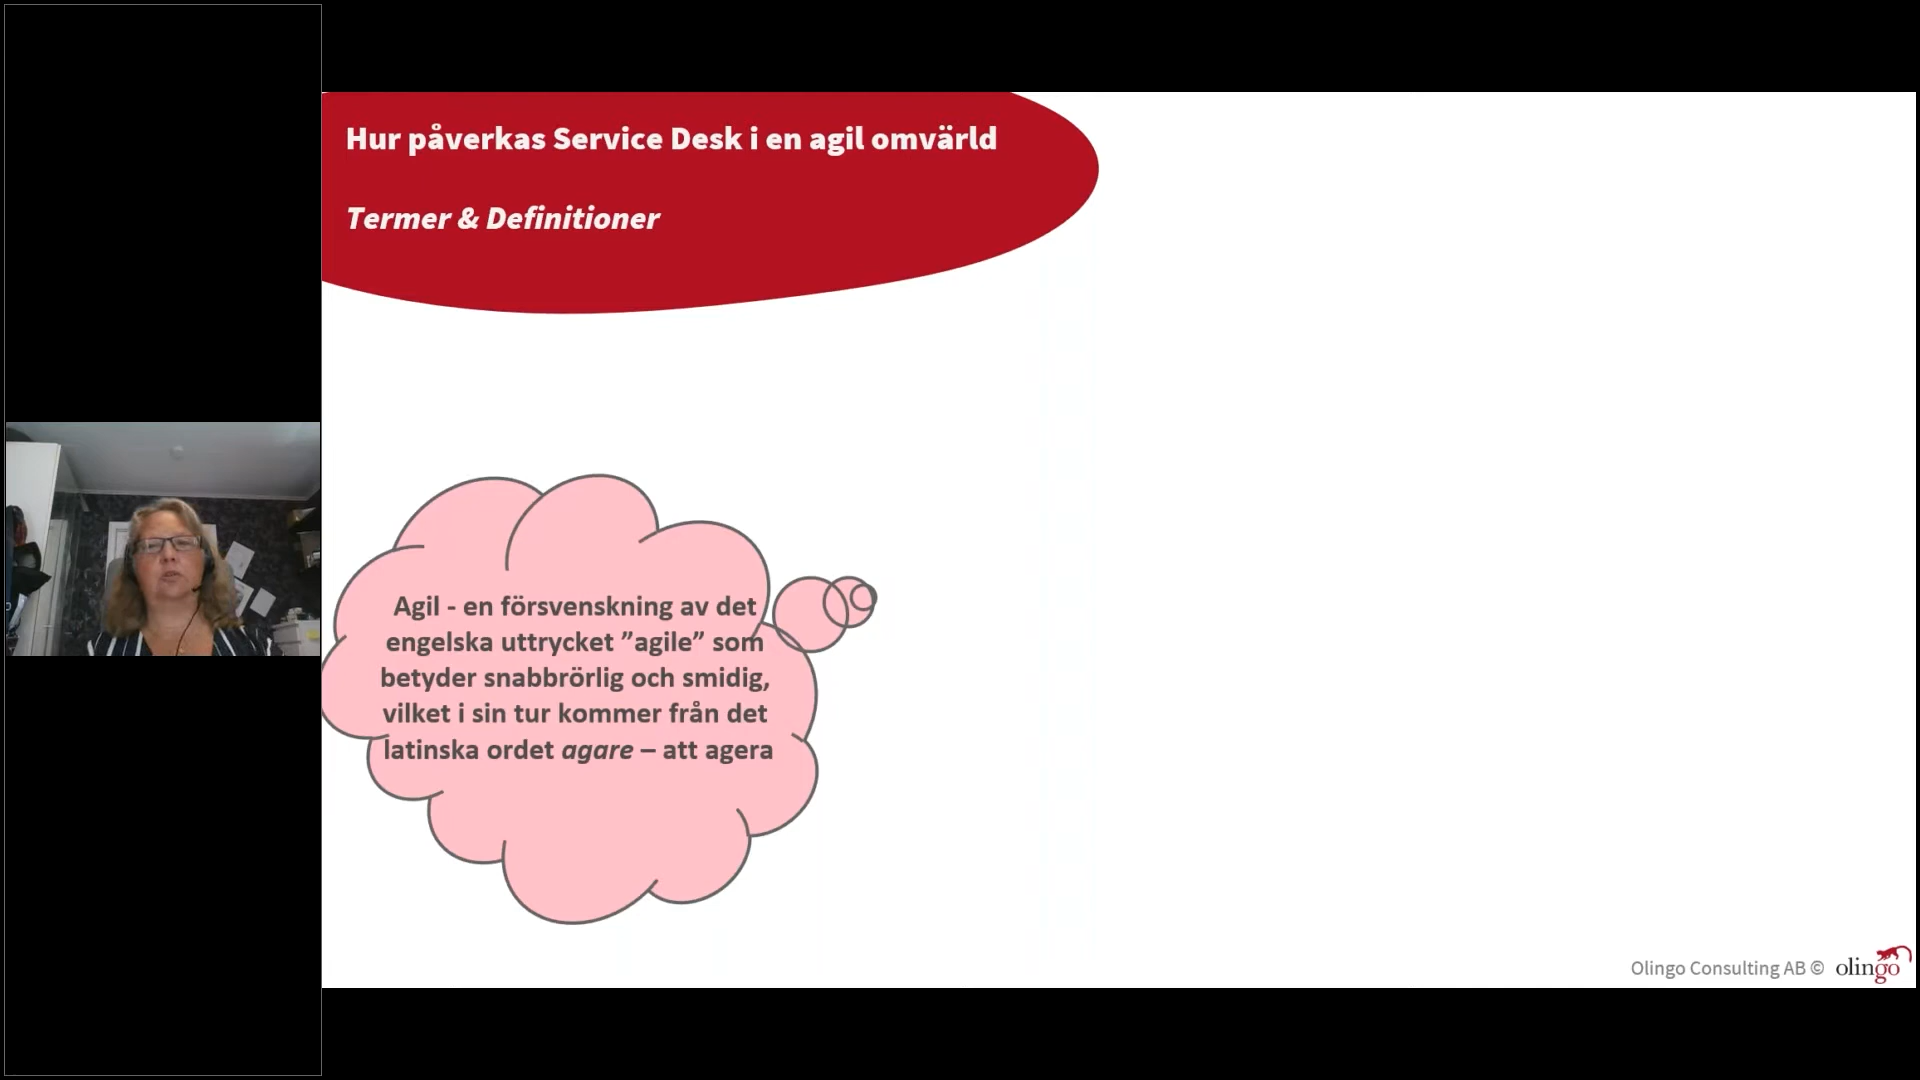 Hur påverkas Service Desk i en agil omvärld
Termer & Definitioner
Agil - en försvenskning av det
engelska uttrycket ”agile” som
betyder snabbrörlig och smidig,
vilket i sin tur kommer från det
latinska ordet agare – att agera
Olingo Consulting AB ©
olingo